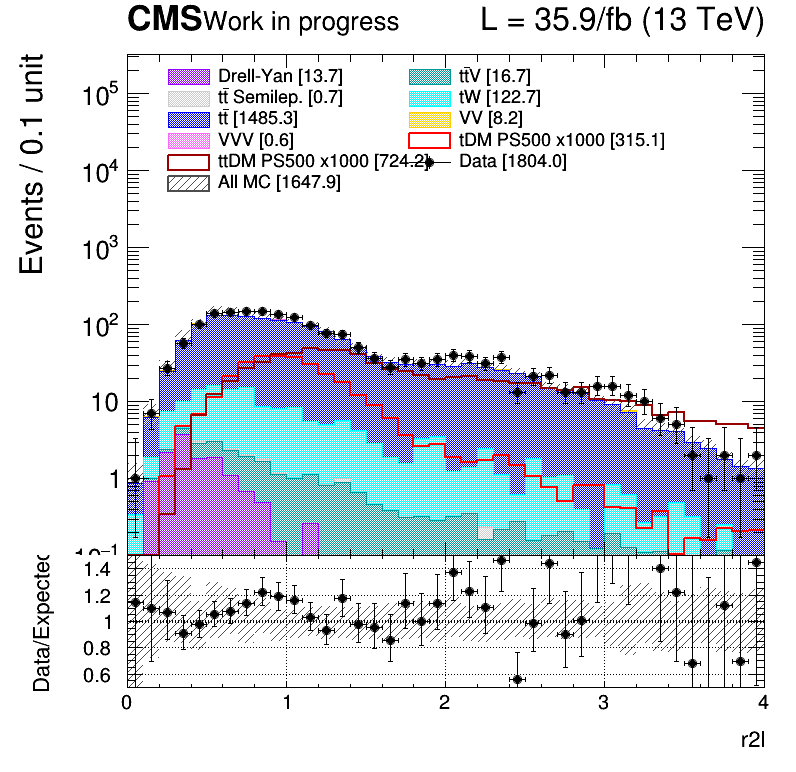 CMS Work in progress L = 35.9/fb (13 TeV)
Events / 0.1 unit
10⁵
10⁴
10³
10²
10
1
10⁻¹
Drell-Yan [13.7]
tt̄V [16.7]
tt̄ Semilep. [0.7]
tW [122.7]
tt̄ [1485.3]
VV [8.2]
VVV [0.6]
tDM PS500 x1000 [315.1]
ttDM PS500 x1000 [724.2]
Data [1804.0]
All MC [1647.9]
Data/Expected
1.4
1.2
1
0.8
0.6
0 1 2 3 4
r2l